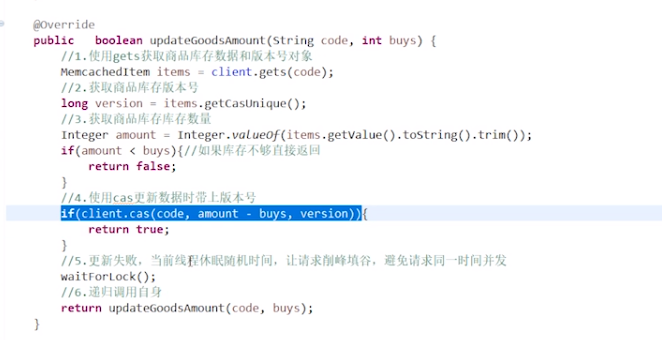 @Override
public boolean updateGoodsAmount(String code, int buys) {
//1.使用gets获取商品库存数据和版本号对象
MemcachedItem items = client.gets(code);
//2.获取商品库存版本号
long version = items.getCasUnique();
//3.获取商品库存库存数量
Integer amount = Integer.valueOf(items.getValue().toString().trim());
if(amount < buys){//如果库存不够直接返回
return false;
}
//4.使用cas更新数据时带上版本号
if(client.cas(code, amount - buys, version)){
return true;
}
//5.更新失败，当前线程休眠随机时间，让请求削峰填谷，避免请求同一时间并发
waitForLock();
//6.递归调用自身
return updateGoodsAmount(code, buys);
}